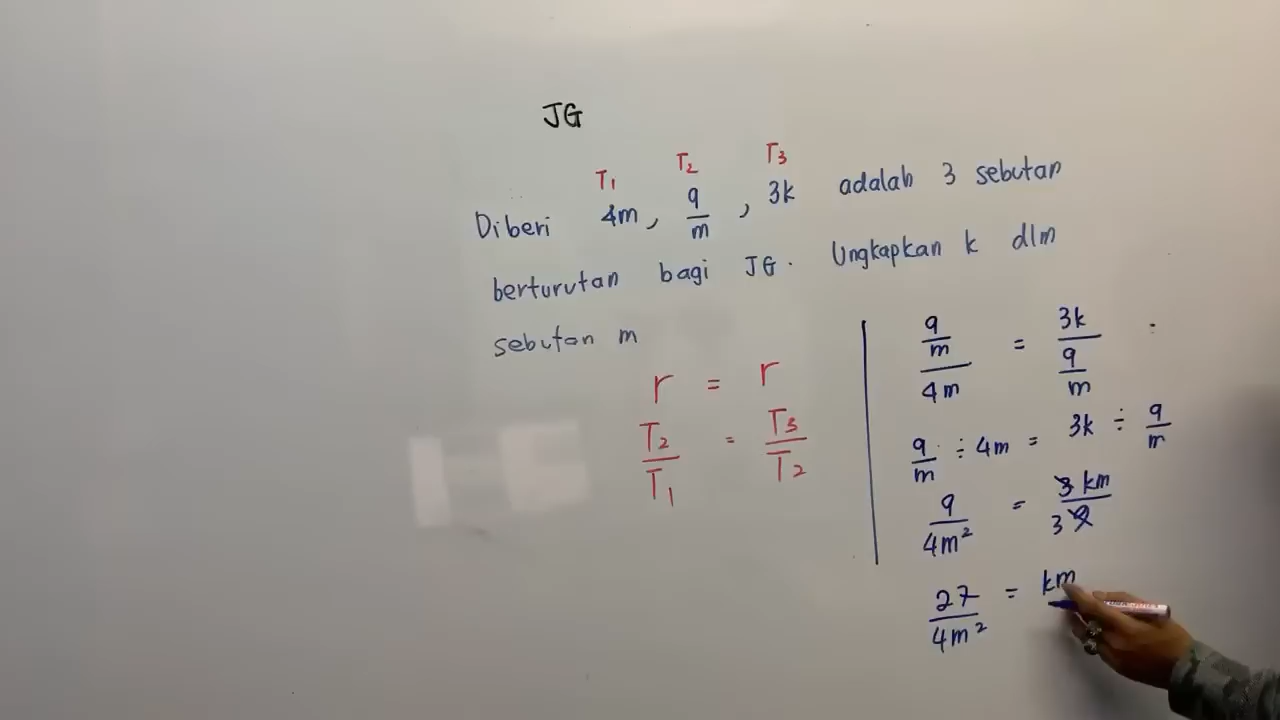 JG
T₁ T₂ T₃
Diberi 4m, 9/m, 3k adalah 3 sebutan
berturutan bagi JG. Ungkapkan k dlm
sebutan m
r = r
T₂/T₁ = T₃/T₂
(9/m)/(4m) = (3k)/(9/m)
9/m ÷ 4m = 3k ÷ 9/m
9/(4m²) = 3km/(3 9)
27/(4m²) = km